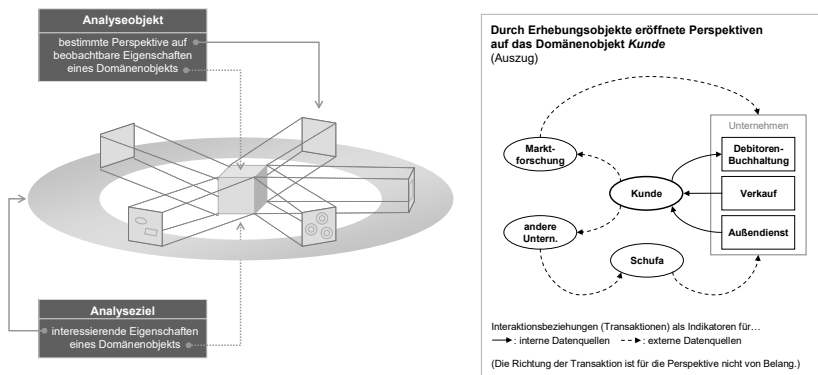 Analyseobjekt
bestimmte Perspektive auf
beobachtbare Eigenschaften
eines Domänenobjekts
Analyseziel
interessierende Eigenschaften
eines Domänenobjekts
Durch Erhebungsobjekte eröffnete Perspektiven
auf das Domänenobjekt Kunde
(Auszug)
Unternehmen
Markt-
forschung
Debitoren-
Buchhaltung
Kunde
Verkauf
andere
Untern.
Außendienst
Schufa
Interaktionsbeziehungen (Transaktionen) als Indikatoren für…
: interne Datenquellen : externe Datenquellen
(Die Richtung der Transaktion ist für die Perspektive nicht von Belang.)